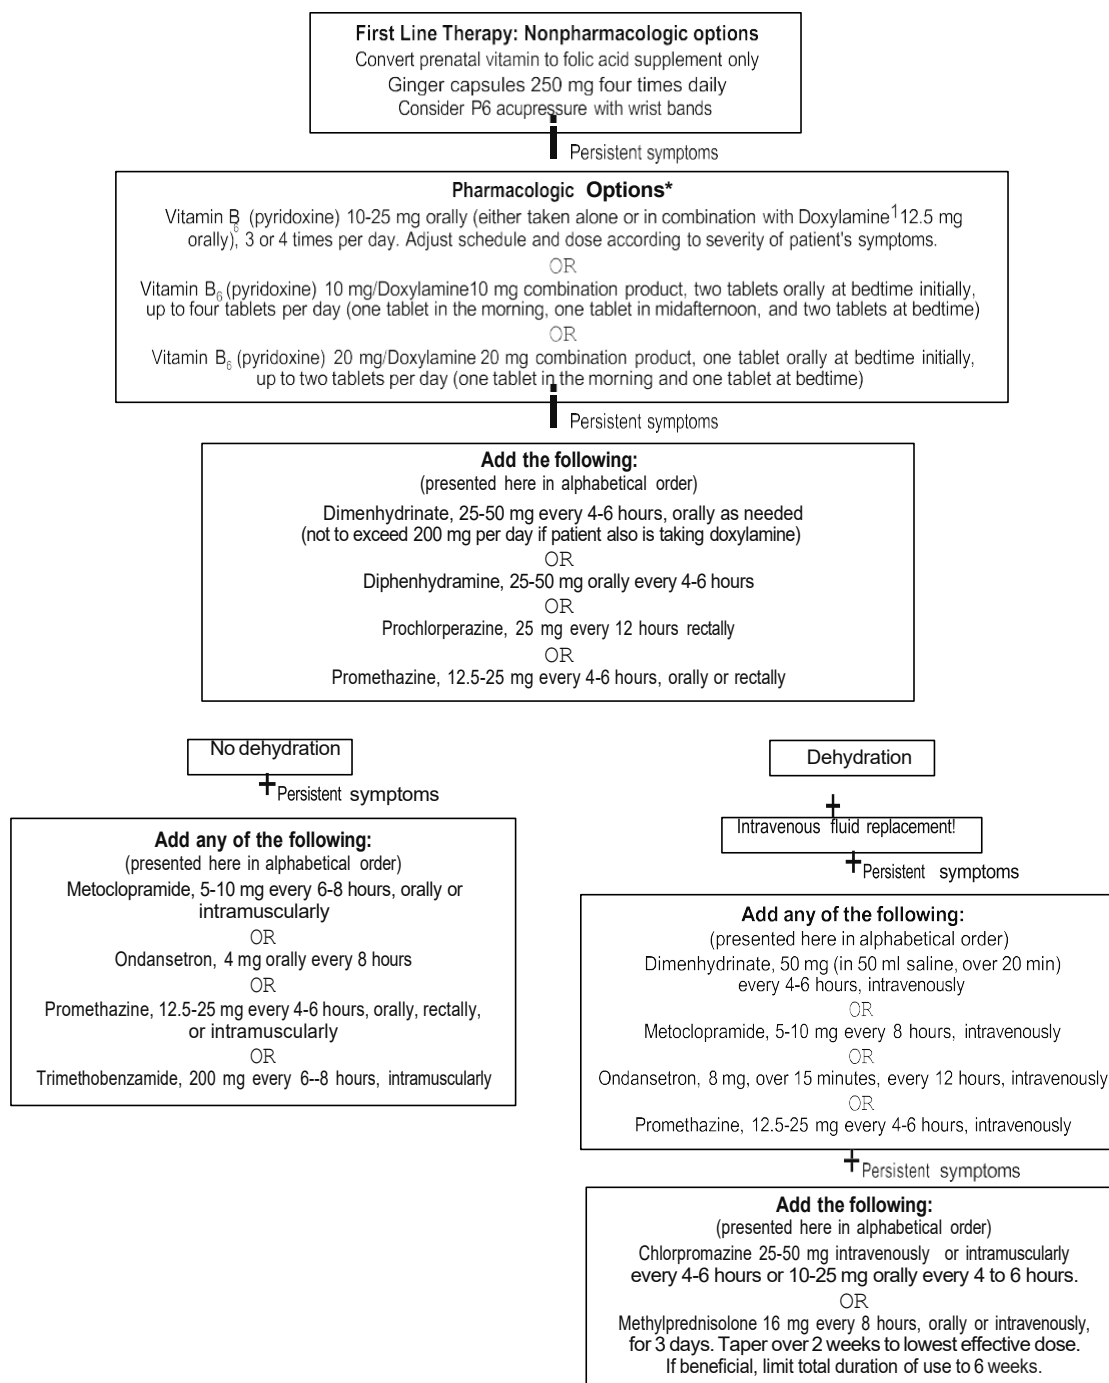 First Line Therapy: Nonpharmacologic options
Convert prenatal vitamin to folic acid supplement only
Ginger capsules 250 mg four times daily
Consider P6 acupressure with wrist bands
Persistent symptoms
Pharmacologic Options*
Vitamin B6 (pyridoxine) 10-25 mg orally (either taken alone or in combination with Doxylamine1 12.5 mg
orally), 3 or 4 times per day. Adjust schedule and dose according to severity of patient's symptoms.
OR
Vitamin B6 (pyridoxine) 10 mg/Doxylamine10 mg combination product, two tablets orally at bedtime initially,
up to four tablets per day (one tablet in the morning, one tablet in midafternoon, and two tablets at bedtime)
OR
Vitamin B6 (pyridoxine) 20 mg/Doxylamine 20 mg combination product, one tablet orally at bedtime initially,
up to two tablets per day (one tablet in the morning and one tablet at bedtime)
Persistent symptoms
Add the following:
(presented here in alphabetical order)
Dimenhydrinate, 25-50 mg every 4-6 hours, orally as needed
(not to exceed 200 mg per day if patient also is taking doxylamine)
OR
Diphenhydramine, 25-50 mg orally every 4-6 hours
OR
Prochlorperazine, 25 mg every 12 hours rectally
OR
Promethazine, 12.5-25 mg every 4-6 hours, orally or rectally
No dehydration
Persistent symptoms
Add any of the following:
(presented here in alphabetical order)
Metoclopramide, 5-10 mg every 6-8 hours, orally or
intramuscularly
OR
Ondansetron, 4 mg orally every 8 hours
OR
Promethazine, 12.5-25 mg every 4-6 hours, orally, rectally,
or intramuscularly
OR
Trimethobenzamide, 200 mg every 6--8 hours, intramuscularly
Dehydration
Intravenous fluid replacement!
Persistent symptoms
Add any of the following:
(presented here in alphabetical order)
Dimenhydrinate, 50 mg (in 50 ml saline, over 20 min)
every 4-6 hours, intravenously
OR
Metoclopramide, 5-10 mg every 8 hours, intravenously
OR
Ondansetron, 8 mg, over 15 minutes, every 12 hours, intravenously
OR
Promethazine, 12.5-25 mg every 4-6 hours, intravenously
Persistent symptoms
Add the following:
(presented here in alphabetical order)
Chlorpromazine 25-50 mg intravenously or intramuscularly
every 4-6 hours or 10-25 mg orally every 4 to 6 hours.
OR
Methylprednisolone 16 mg every 8 hours, orally or intravenously,
for 3 days. Taper over 2 weeks to lowest effective dose.
If beneficial, limit total duration of use to 6 weeks.